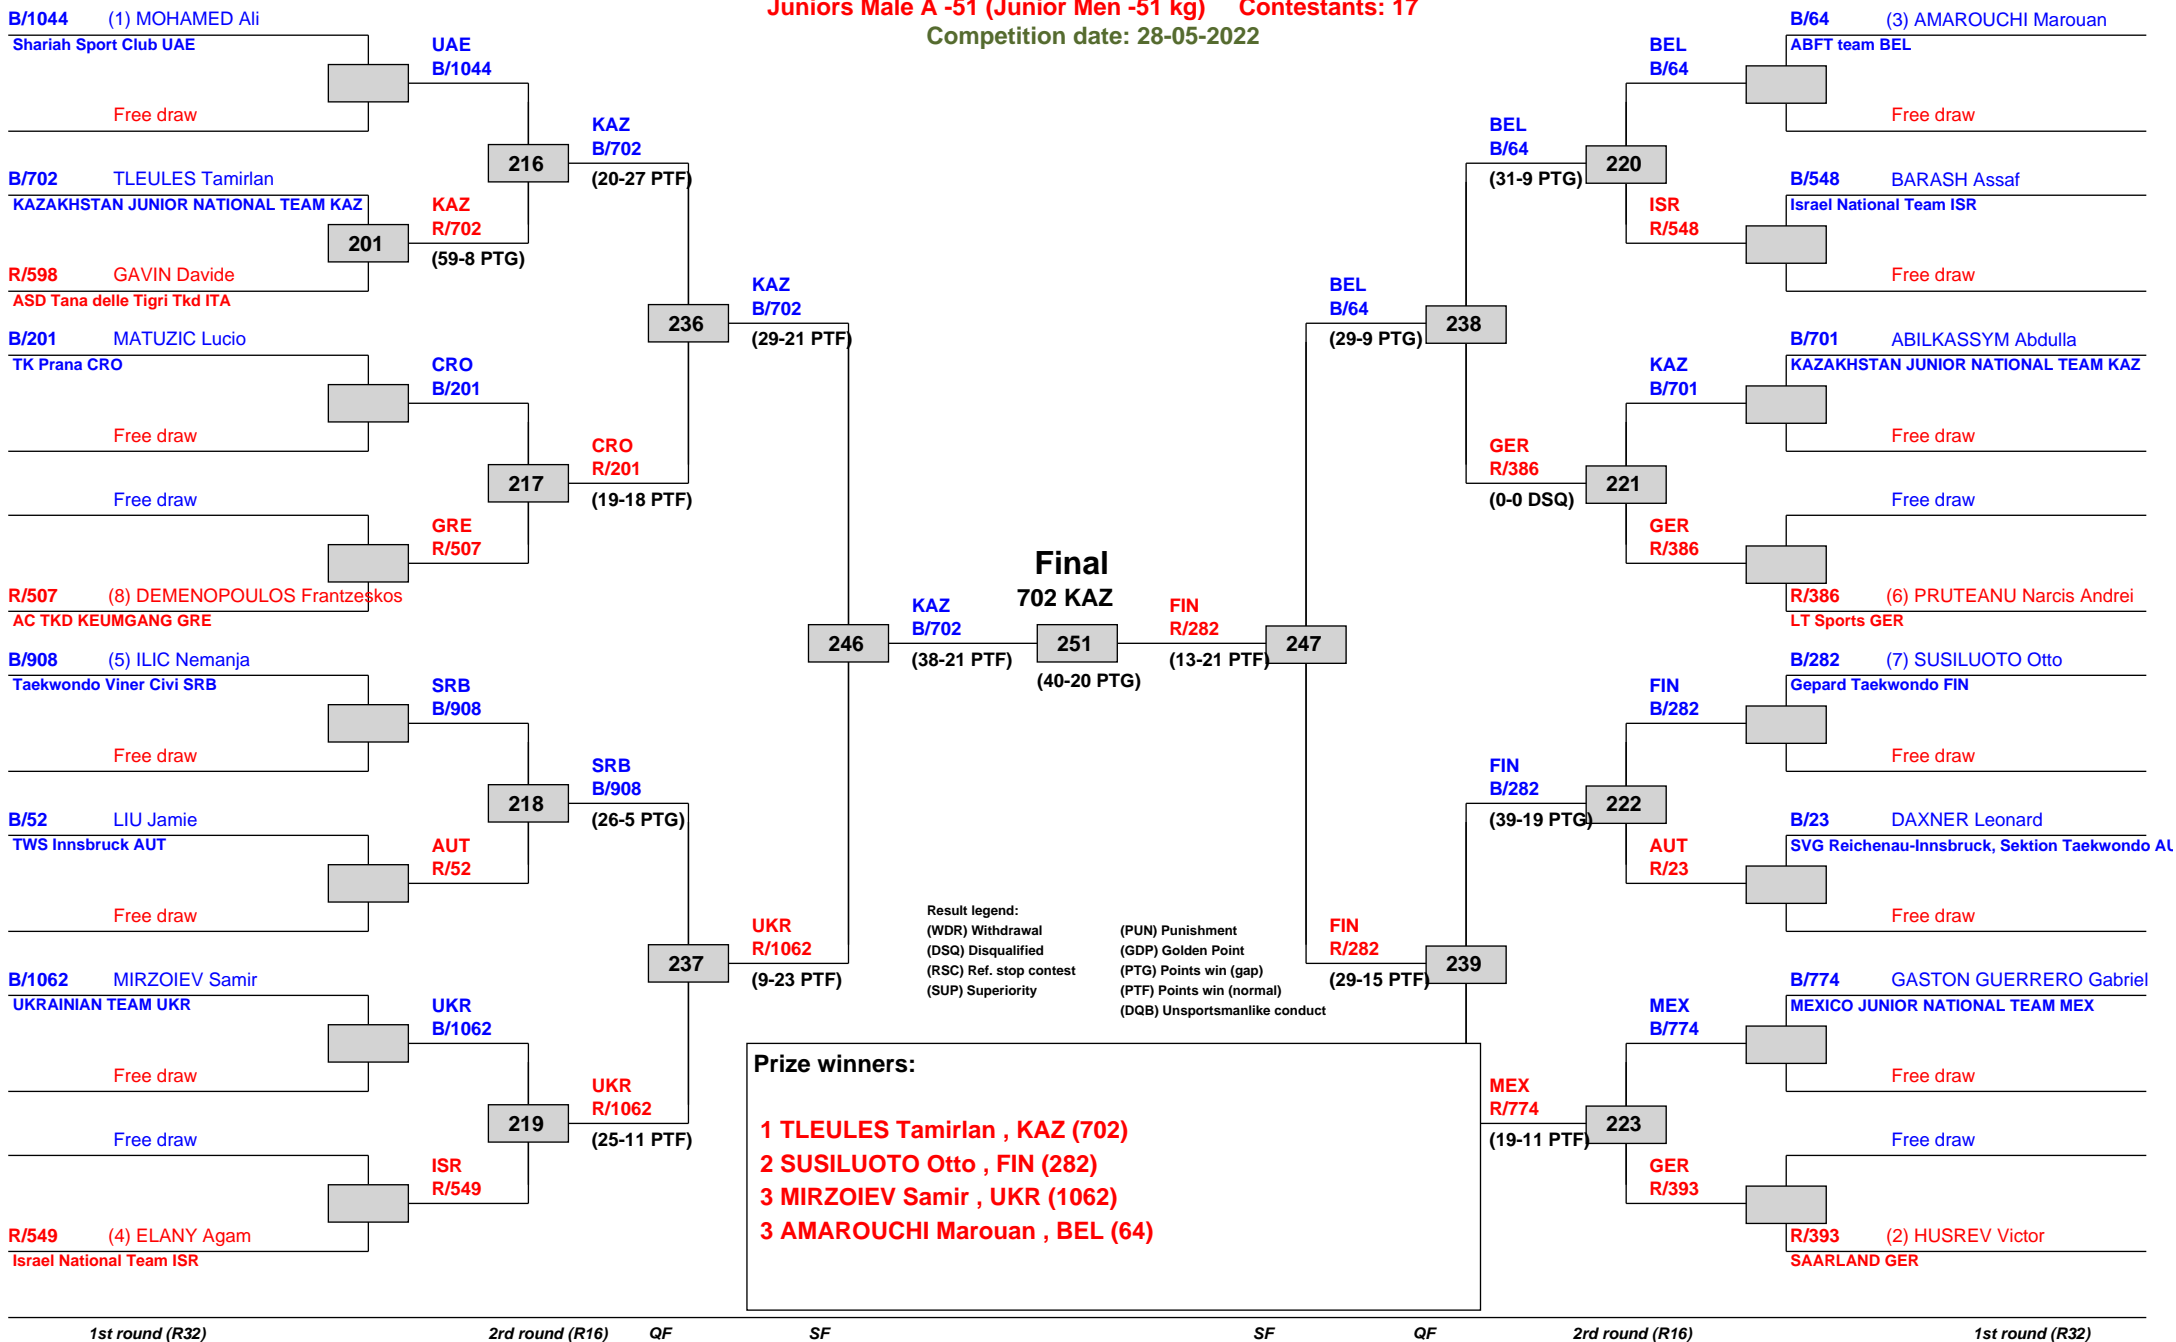 Juniors Male A -51 (Junior Men -51 kg) Contestants: 17
Competition date: 28-05-2022
B/1044 (1) MOHAMED Ali
Shariah Sport Club UAE
Free draw
B/702 TLEULES Tamirlan
KAZAKHSTAN JUNIOR NATIONAL TEAM KAZ
201
R/598 GAVIN Davide
ASD Tana delle Tigri Tkd ITA
B/201 MATUZIC Lucio
TK Prana CRO
Free draw
Free draw
R/507 (8) DEMENOPOULOS Frantzeskos
AC TKD KEUMGANG GRE
B/908 (5) ILIC Nemanja
Taekwondo Viner Civi SRB
Free draw
B/52 LIU Jamie
TWS Innsbruck AUT
Free draw
B/1062 MIRZOIEV Samir
UKRAINIAN TEAM UKR
Free draw
Free draw
R/549 (4) ELANY Agam
Israel National Team ISR
UAE
B/1044
216
KAZ
R/702
(59-8 PTG)
CRO
B/201
217
GRE
R/507
SRB
B/908
218
AUT
R/52
UKR
B/1062
219
ISR
R/549
KAZ
B/702
(20-27 PTF)
236
CRO
R/201
(19-18 PTF)
SRB
B/908
(26-5 PTG)
237
UKR
R/1062
(25-11 PTF)
KAZ
B/702
(29-21 PTF)
246
UKR
R/1062
(9-23 PTF)
KAZ
B/702
(38-21 PTF)
Final
702 KAZ
251
(40-20 PTG)
FIN
R/282
(13-21 PTF)
247
BEL
B/64
(29-9 PTG)
238
FIN
R/282
(29-15 PTF)
239
BEL
B/64
(31-9 PTG)
220
GER
R/386
(0-0 DSQ)
221
FIN
B/282
(39-19 PTG)
222
MEX
R/774
(19-11 PTF)
223
BEL
B/64
ISR
R/548
KAZ
B/701
GER
R/386
FIN
B/282
AUT
R/23
MEX
B/774
GER
R/393
B/64 (3) AMAROUCHI Marouan
ABFT team BEL
Free draw
B/548 BARASH Assaf
Israel National Team ISR
Free draw
B/701 ABILKASSYM Abdulla
KAZAKHSTAN JUNIOR NATIONAL TEAM KAZ
Free draw
Free draw
R/386 (6) PRUTEANU Narcis Andrei
LT Sports GER
B/282 (7) SUSILUOTO Otto
Gepard Taekwondo FIN
Free draw
B/23 DAXNER Leonard
SVG Reichenau-Innsbruck, Sektion Taekwondo AU
Free draw
B/774 GASTON GUERRERO Gabriel
MEXICO JUNIOR NATIONAL TEAM MEX
Free draw
Free draw
R/393 (2) HUSREV Victor
SAARLAND GER
Result legend:
(WDR) Withdrawal
(DSQ) Disqualified
(RSC) Ref. stop contest
(SUP) Superiority
(PUN) Punishment
(GDP) Golden Point
(PTG) Points win (gap)
(PTF) Points win (normal)
(DQB) Unsportsmanlike conduct
Prize winners:
1 TLEULES Tamirlan , KAZ (702)
2 SUSILUOTO Otto , FIN (282)
3 MIRZOIEV Samir , UKR (1062)
3 AMAROUCHI Marouan , BEL (64)
1st round (R32) 2rd round (R16) QF SF SF QF 2rd round (R16) 1st round (R32)